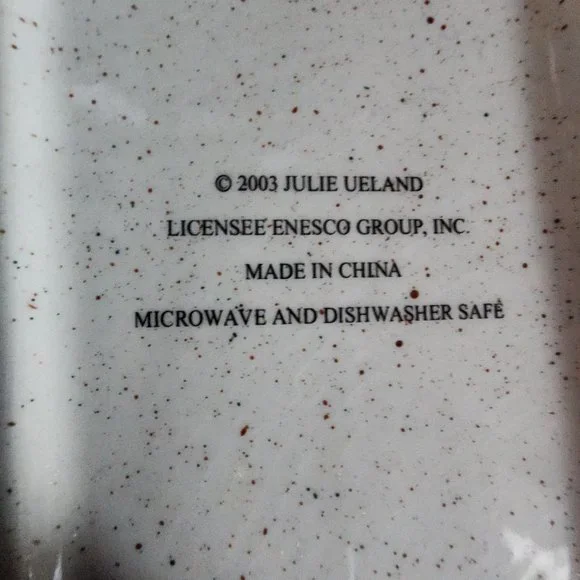 © 2003 JULIE UELAND
LICENSEE ENESCO GROUP, INC.
MADE IN CHINA
MICROWAVE AND DISHWASHER SAFE